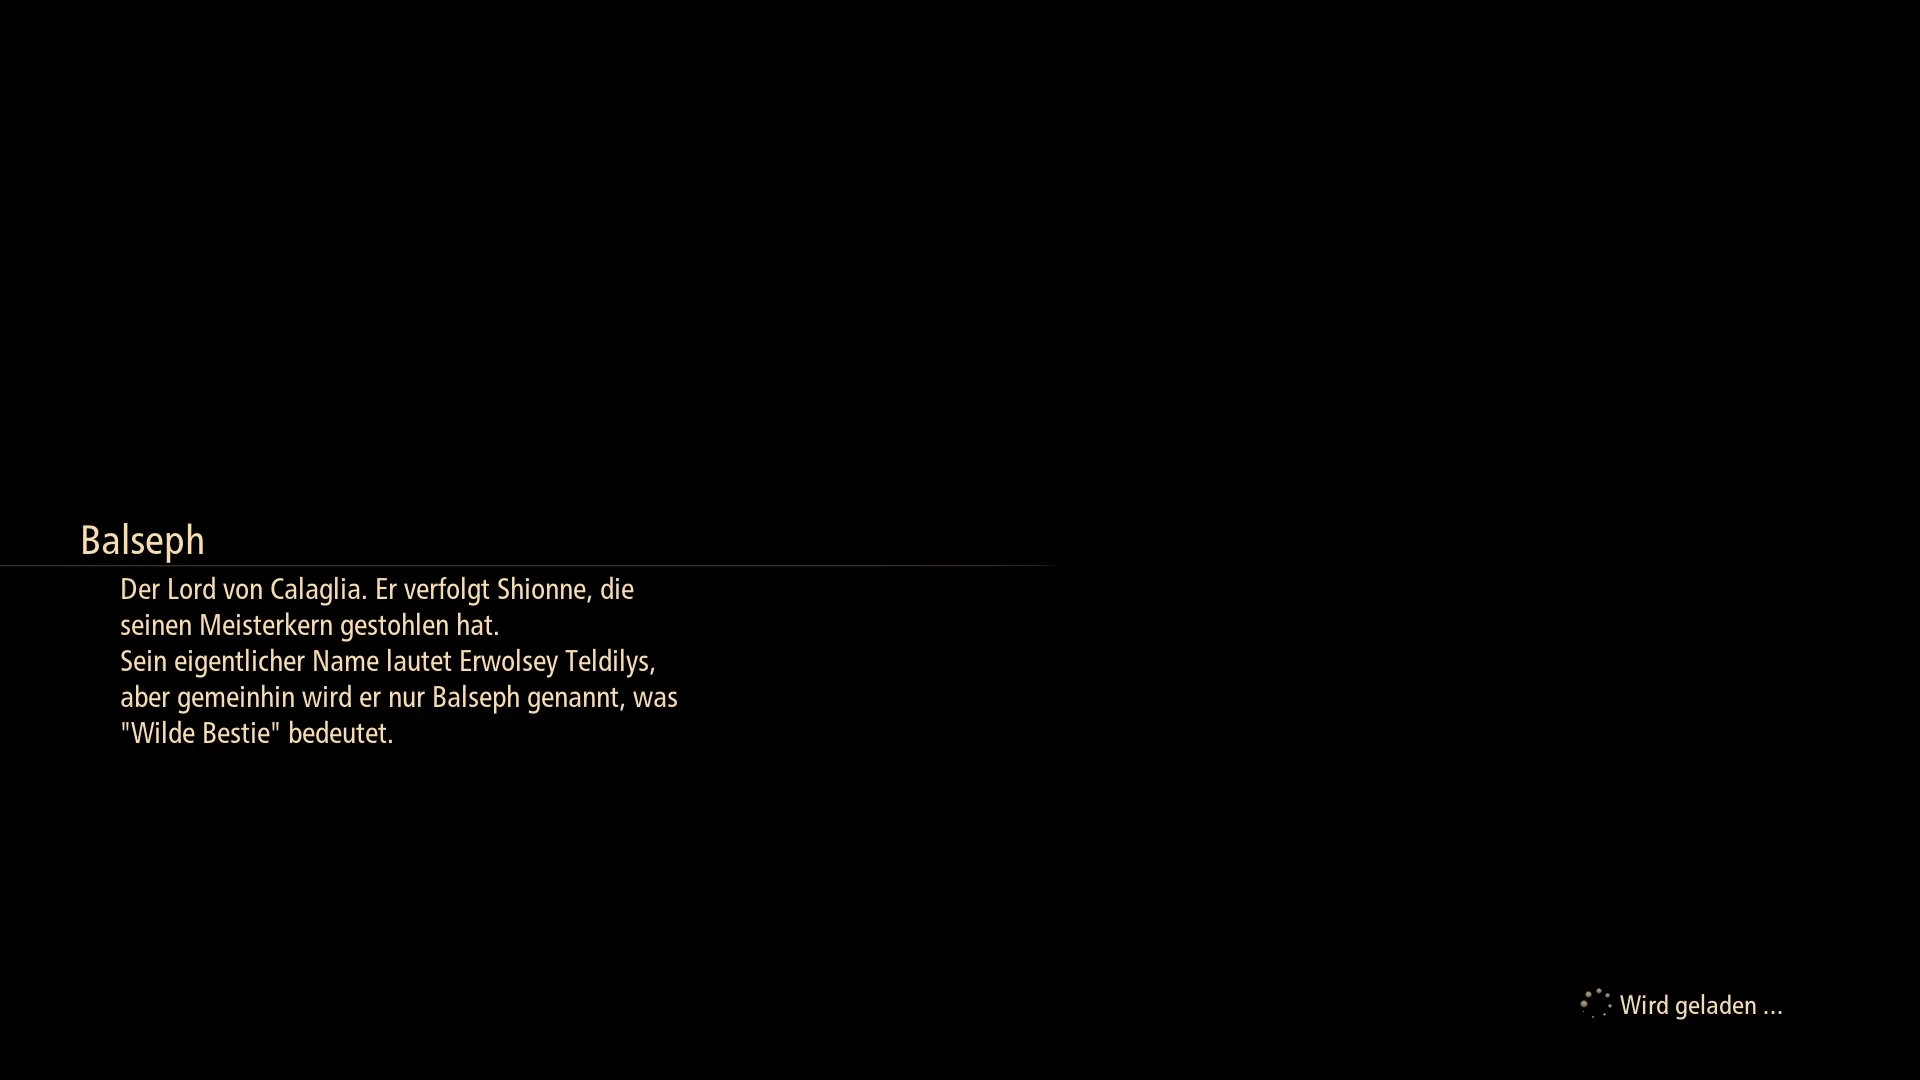 Balseph
Der Lord von Calaglia. Er verfolgt Shionne, die
seinen Meisterkern gestohlen hat.
Sein eigentlicher Name lautet Erwolsey Teldilys,
aber gemeinhin wird er nur Balseph genannt, was
"Wilde Bestie" bedeutet.
Wird geladen ...